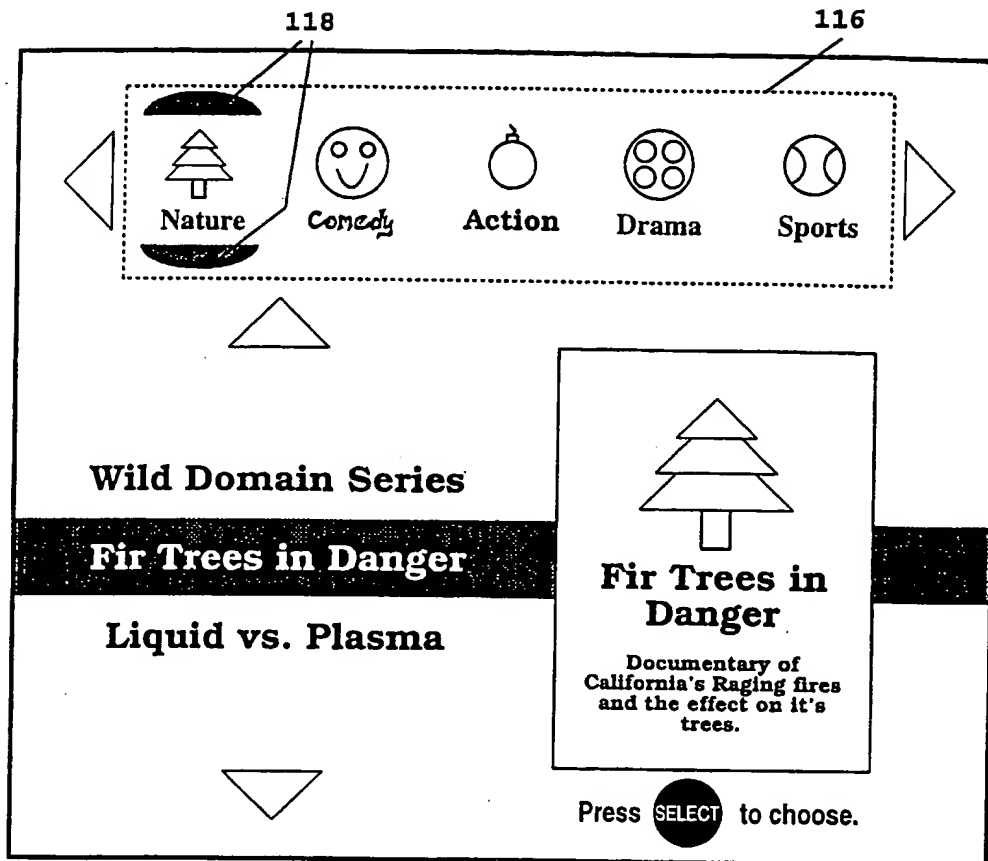 118
116
Nature
Comedy
Action
Drama
Sports
Wild Domain Series
Fir Trees in Danger
Liquid vs. Plasma
Fir Trees in
Danger
Documentary of
California's Raging fires
and the effect on it's
trees.
Press SELECT to choose.